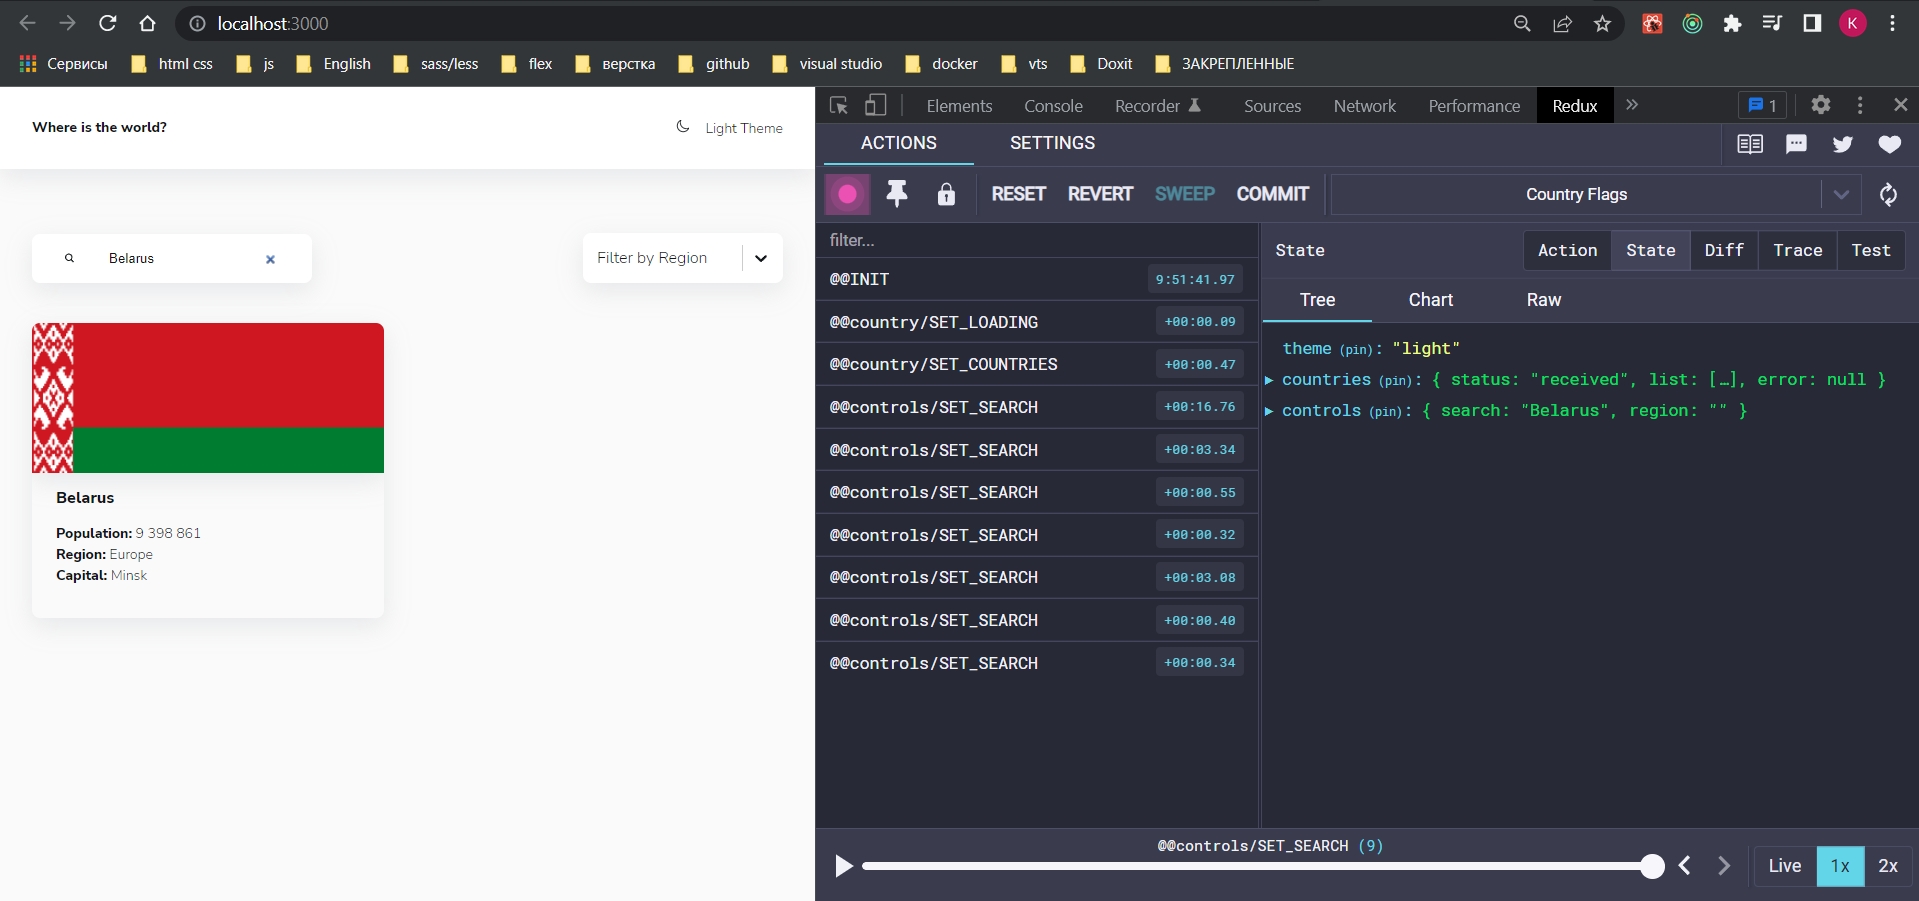 localhost:3000
K
Сервисы html css js English sass/less flex верстка github visual studio docker vts Doxit ЗАКРЕПЛЕННЫЕ
Where is the world?
Light Theme
Belarus
Filter by Region
Belarus
Population: 9 398 861
Region: Europe
Capital: Minsk
Elements Console Recorder Sources Network Performance Redux 1
ACTIONS SETTINGS
RESET REVERT SWEEP COMMIT Country Flags
filter...
@@INIT 9:51:41.97
@@country/SET_LOADING +00:00.09
@@country/SET_COUNTRIES +00:00.47
@@controls/SET_SEARCH +00:16.76
@@controls/SET_SEARCH +00:03.34
@@controls/SET_SEARCH +00:00.55
@@controls/SET_SEARCH +00:00.32
@@controls/SET_SEARCH +00:03.08
@@controls/SET_SEARCH +00:00.40
@@controls/SET_SEARCH +00:00.34
State Action State Diff Trace Test
Tree Chart Raw
theme (pin): "light"
countries (pin): { status: "received", list: […], error: null }
controls (pin): { search: "Belarus", region: "" }
@@controls/SET_SEARCH (9)
Live 1x 2x